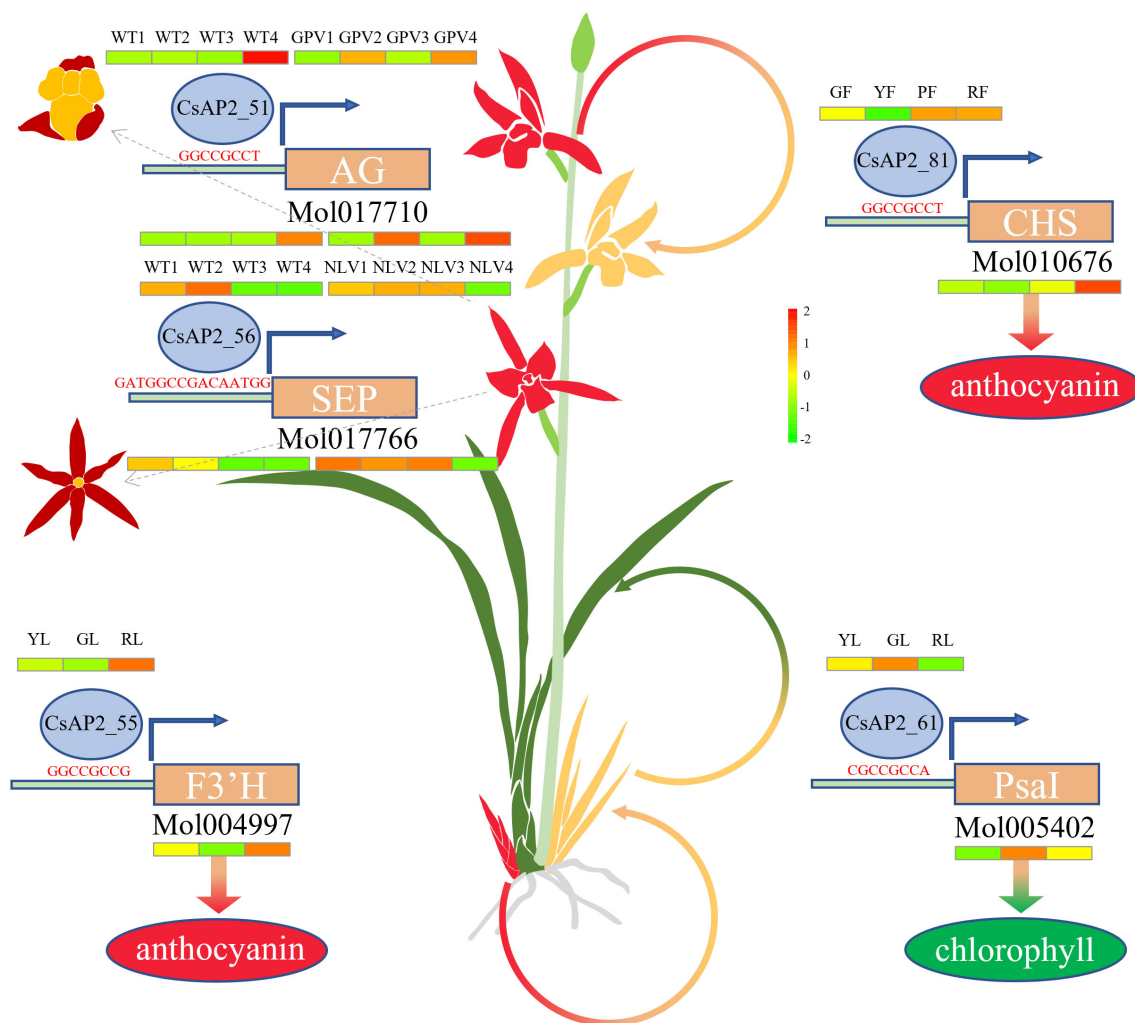 WT1 WT2 WT3 WT4 GPV1 GPV2 GPV3 GPV4
CsAP2_51
GGCCGCCT
AG
Mol017710
WT1 WT2 WT3 WT4 NLV1 NLV2 NLV3 NLV4
CsAP2_56
GATGGCCGACAATGG
SEP
Mol017766
GF YF PF RF
CsAP2_81
GGCCGCCT
CHS
Mol010676
anthocyanin
2
1
0
-1
-2
YL GL RL
CsAP2_55
GGCCGCCG
F3’H
Mol004997
anthocyanin
YL GL RL
CsAP2_61
CGCCGCCA
PsaI
Mol005402
chlorophyll